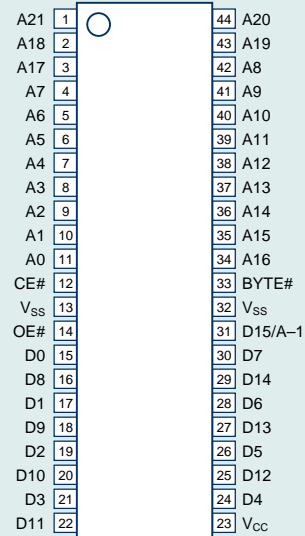 A21 1 44 A20
A18 2 43 A19
A17 3 42 A8
A7 4 41 A9
A6 5 40 A10
A5 6 39 A11
A4 7 38 A12
A3 8 37 A13
A2 9 36 A14
A1 10 35 A15
A0 11 34 A16
CE# 12 33 BYTE#
VSS 13 32 VSS
OE# 14 31 D15/A–1
D0 15 30 D7
D8 16 29 D14
D1 17 28 D6
D9 18 27 D13
D2 19 26 D5
D10 20 25 D12
D3 21 24 D4
D11 22 23 VCC